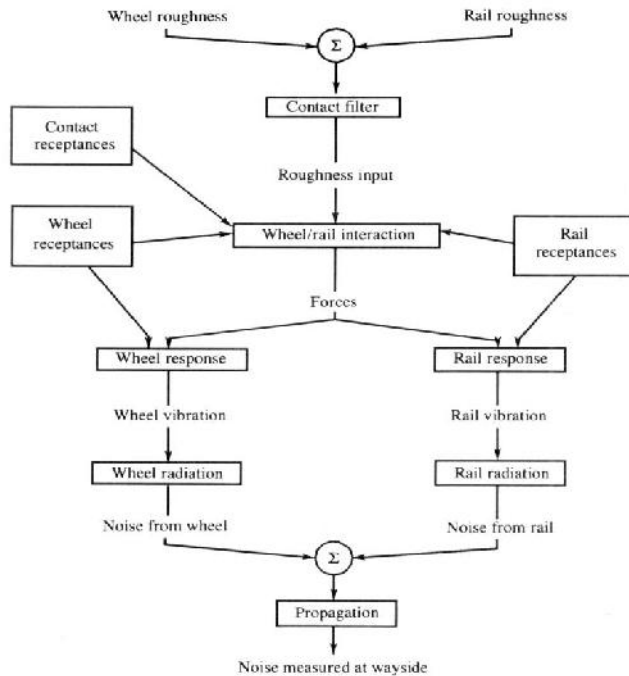 Wheel roughness
Rail roughness
Σ
Contact filter
Contact
receptances
Roughness input
Wheel
receptances
Wheel/rail interaction
Rail
receptances
Forces
Wheel response
Rail response
Wheel vibration
Rail vibration
Wheel radiation
Rail radiation
Noise from wheel
Noise from rail
Σ
Propagation
Noise measured at wayside